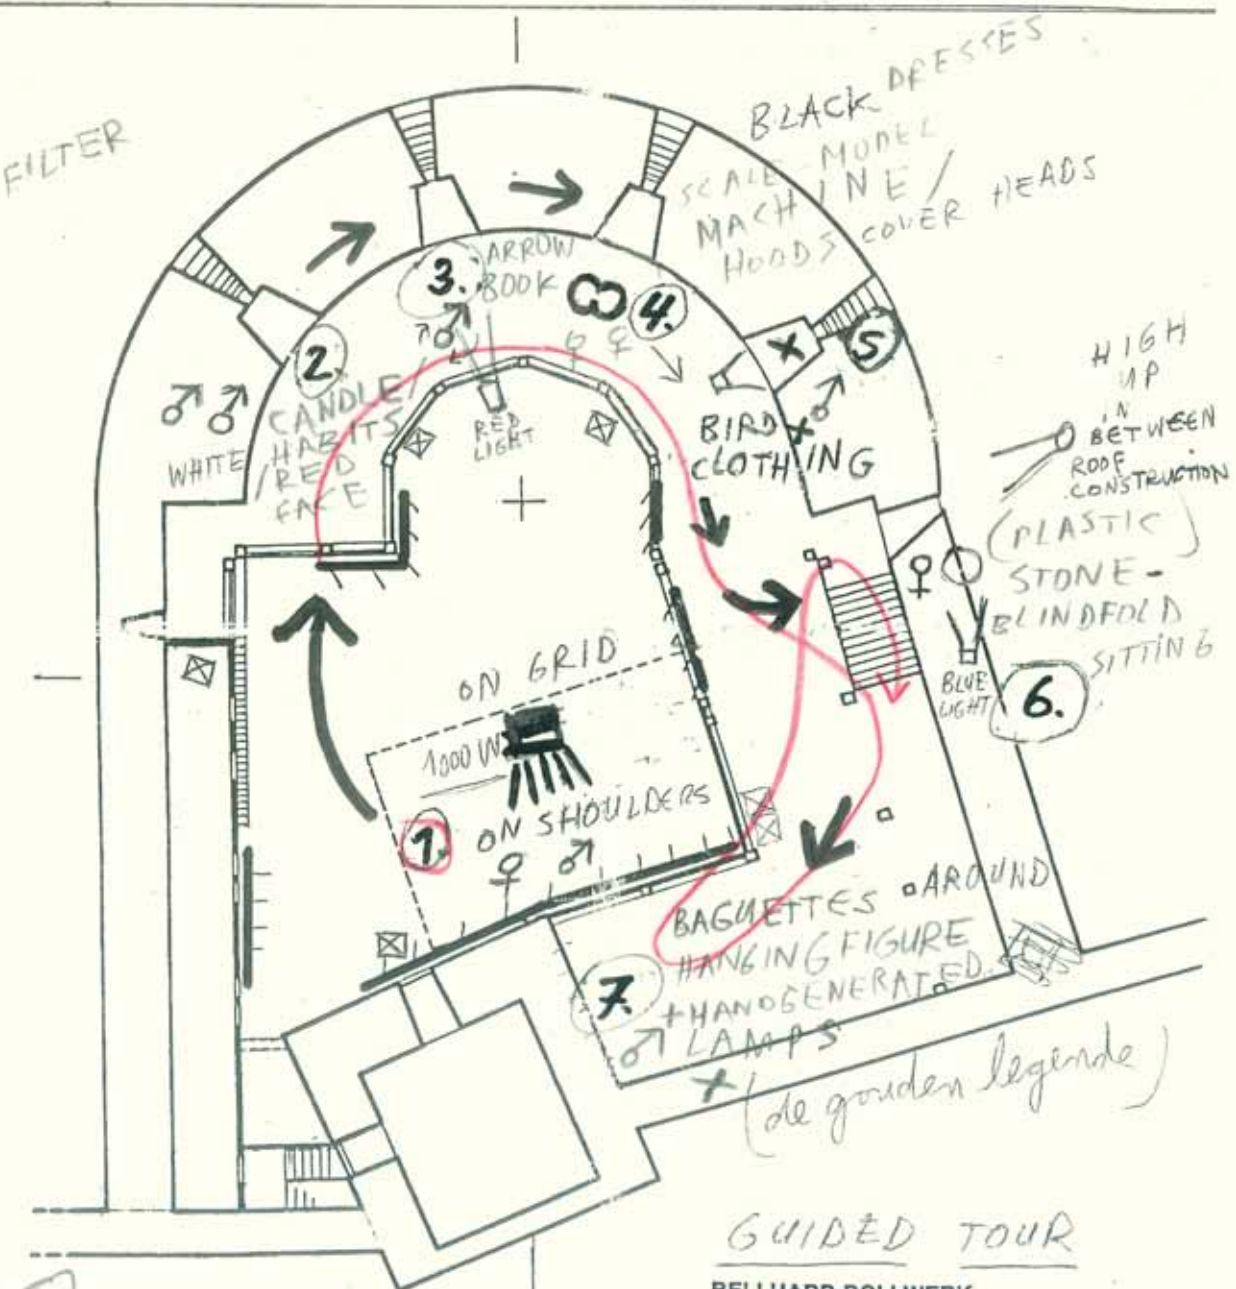 FILTER
BLACK DRESSES
SCALE MODEL
MACHINE /
HOODS COVER HEADS
3.
ARROW
BOOK
4.
5
2
CANDLE /
HABITS
WHITE / RED
FACE
RED
LIGHT
BIRD
CLOTHING
HIGH
UP
IN
BETWEEN
ROOF
CONSTRUCTION
(PLASTIC)
STONE-
BLINDFOLD
SITTING
BLUE
LIGHT
6.
ON GRID
1000 W
ON SHOULDERS
1.
BAGUETTES AROUND
HANGING FIGURE
+ HANDGENERATED
LAMPS
7.
(de gouden legende)
GUIDED TOUR